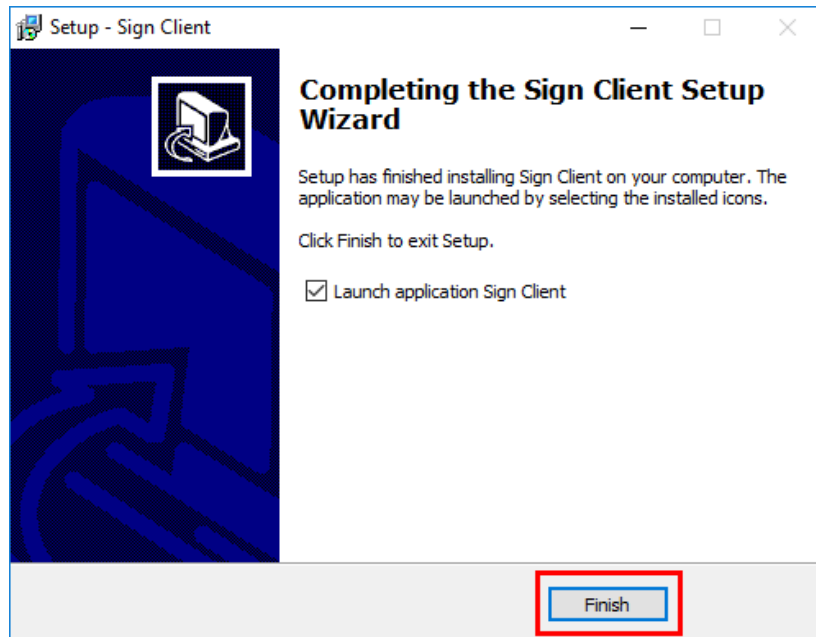 Setup - Sign Client
Completing the Sign Client Setup
Wizard
Setup has finished installing Sign Client on your computer. The
application may be launched by selecting the installed icons.
Click Finish to exit Setup.
Launch application Sign Client
Finish